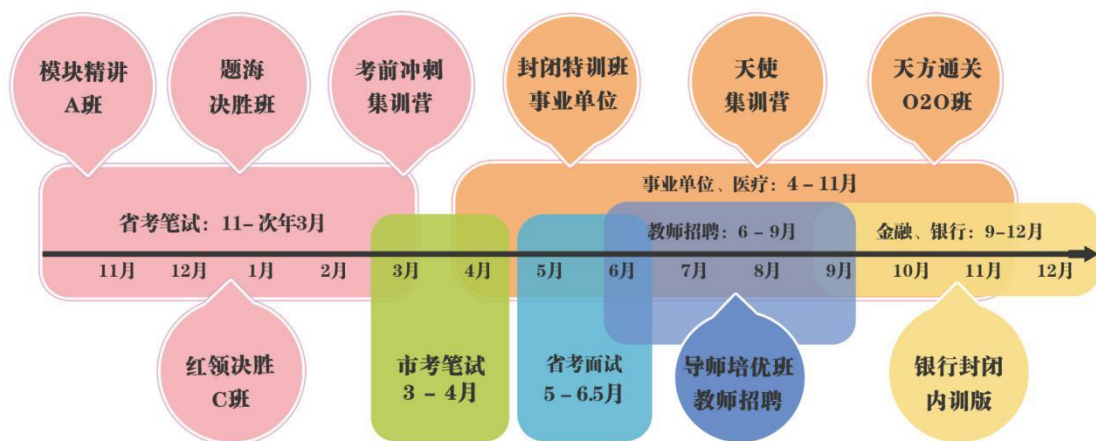 模块精讲
A班
题海
决胜班
考前冲刺
集训营
封闭特训班
事业单位
天使
集训营
天方通关
O2O班
事业单位、医疗：4－11月
省考笔试：11－次年3月
教师招聘：6－9月
金融、银行：9-12月
11月 12月 1月 2月 3月 4月 5月 6月 7月 8月 9月 10月 11月 12月
红领决胜
C班
市考笔试
3－4月
省考面试
5－6.5月
导师培优班
教师招聘
银行封闭
内训版